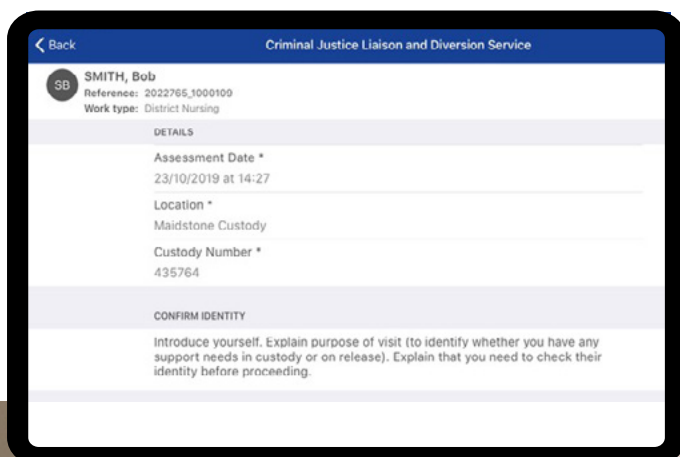 Back
Criminal Justice Liaison and Diversion Service
SB
SMITH, Bob
Reference: 2022765_1000109
Work type: District Nursing
DETAILS
Assessment Date *
23/10/2019 at 14:27
Location *
Maidstone Custody
Custody Number *
435764
CONFIRM IDENTITY
Introduce yourself. Explain purpose of visit (to identify whether you have any
support needs in custody or on release). Explain that you need to check their
identity before proceeding.